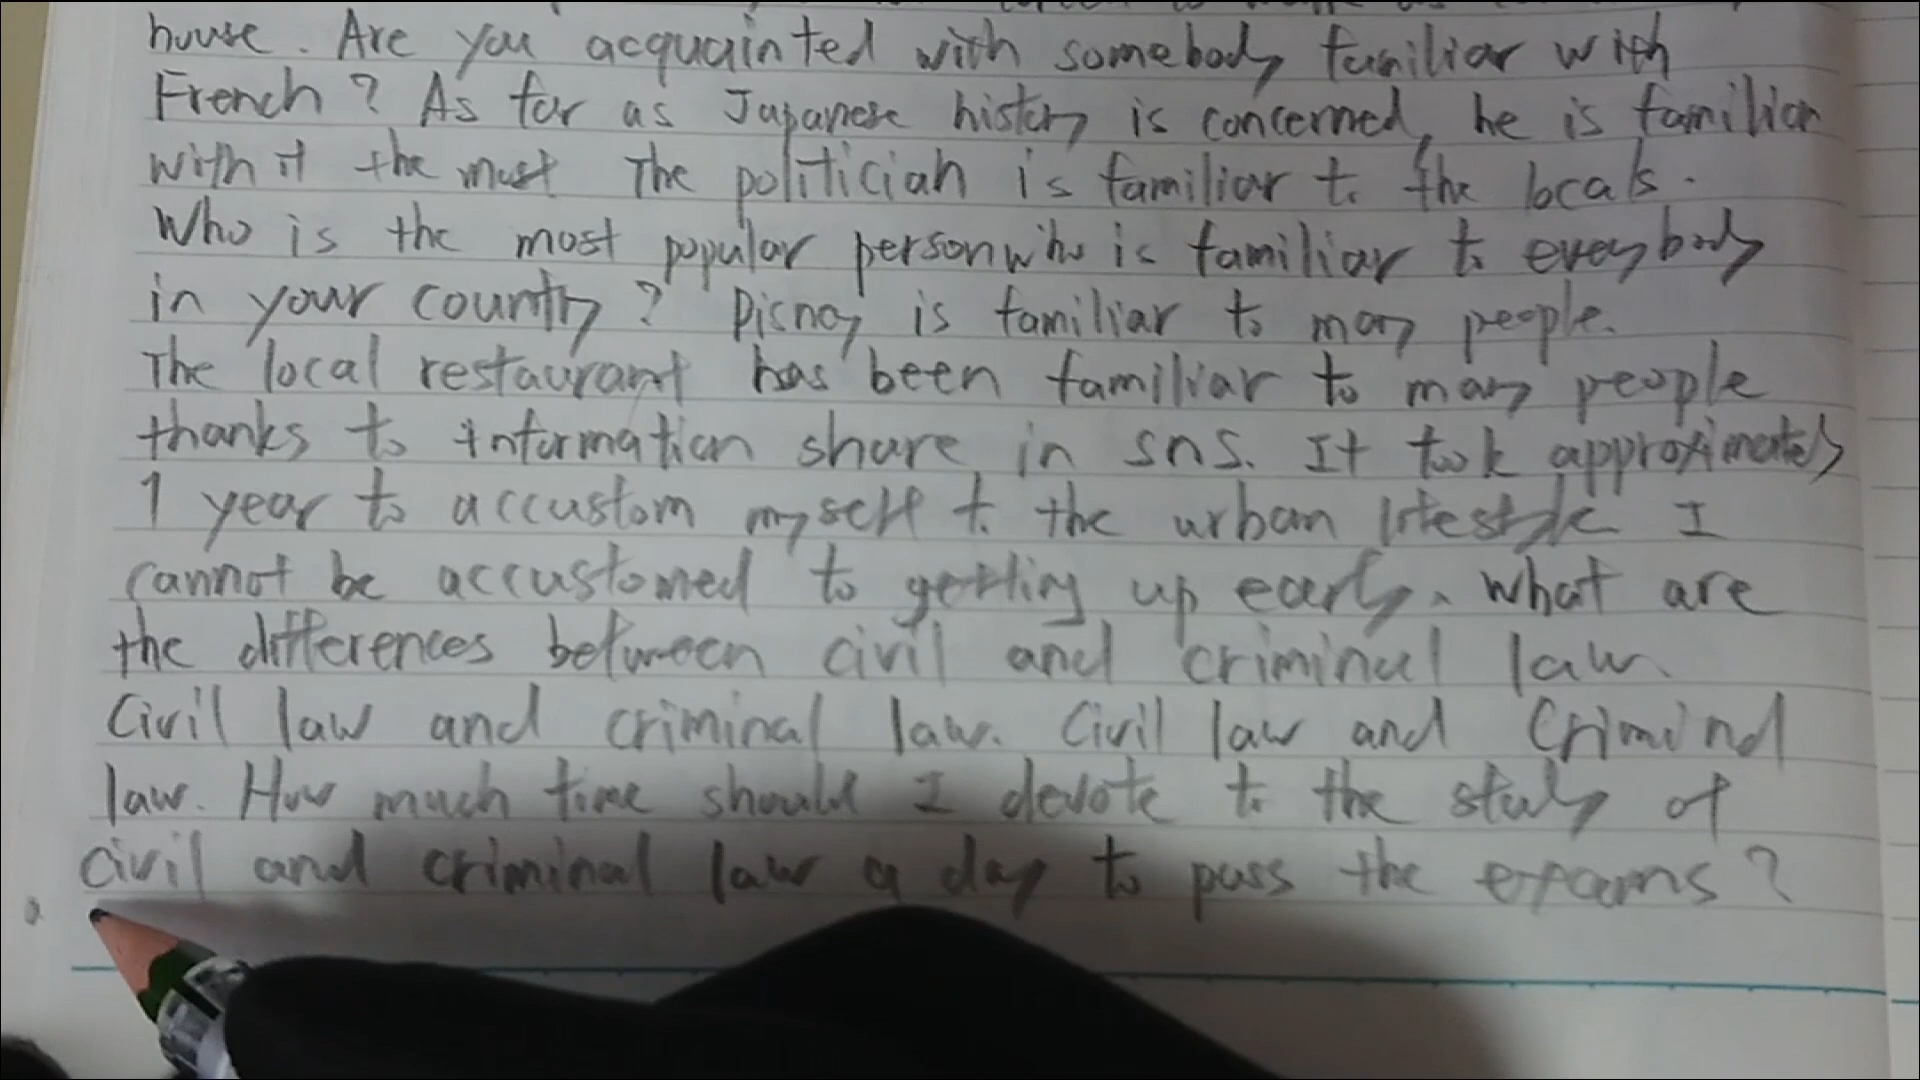 house. Are you acquainted with somebody familiar with
French? As far as Japanese history is concerned, he is familiar
with it the most The politician is familiar to the locals.
Who is the most popular person who is familiar to everybody
in your country? Disney is familiar to many people.
The local restaurant has been familiar to many people
thanks to information share in sns. It took approximately
1 year to accustom myself to the urban lifestyle I
cannot be accustomed to getting up early. What are
the differences between civil and criminal law.
Civil law and criminal law. Civil law and Criminal
law. How much time should I devote to the study of
civil and criminal law a day to pass the exams?